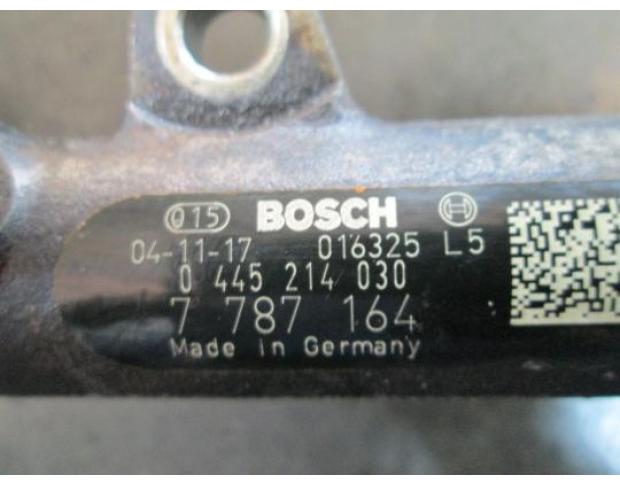 015 BOSCH
04-11-17 016325 L5
0 445 214 030
7 787 164
Made in Germany